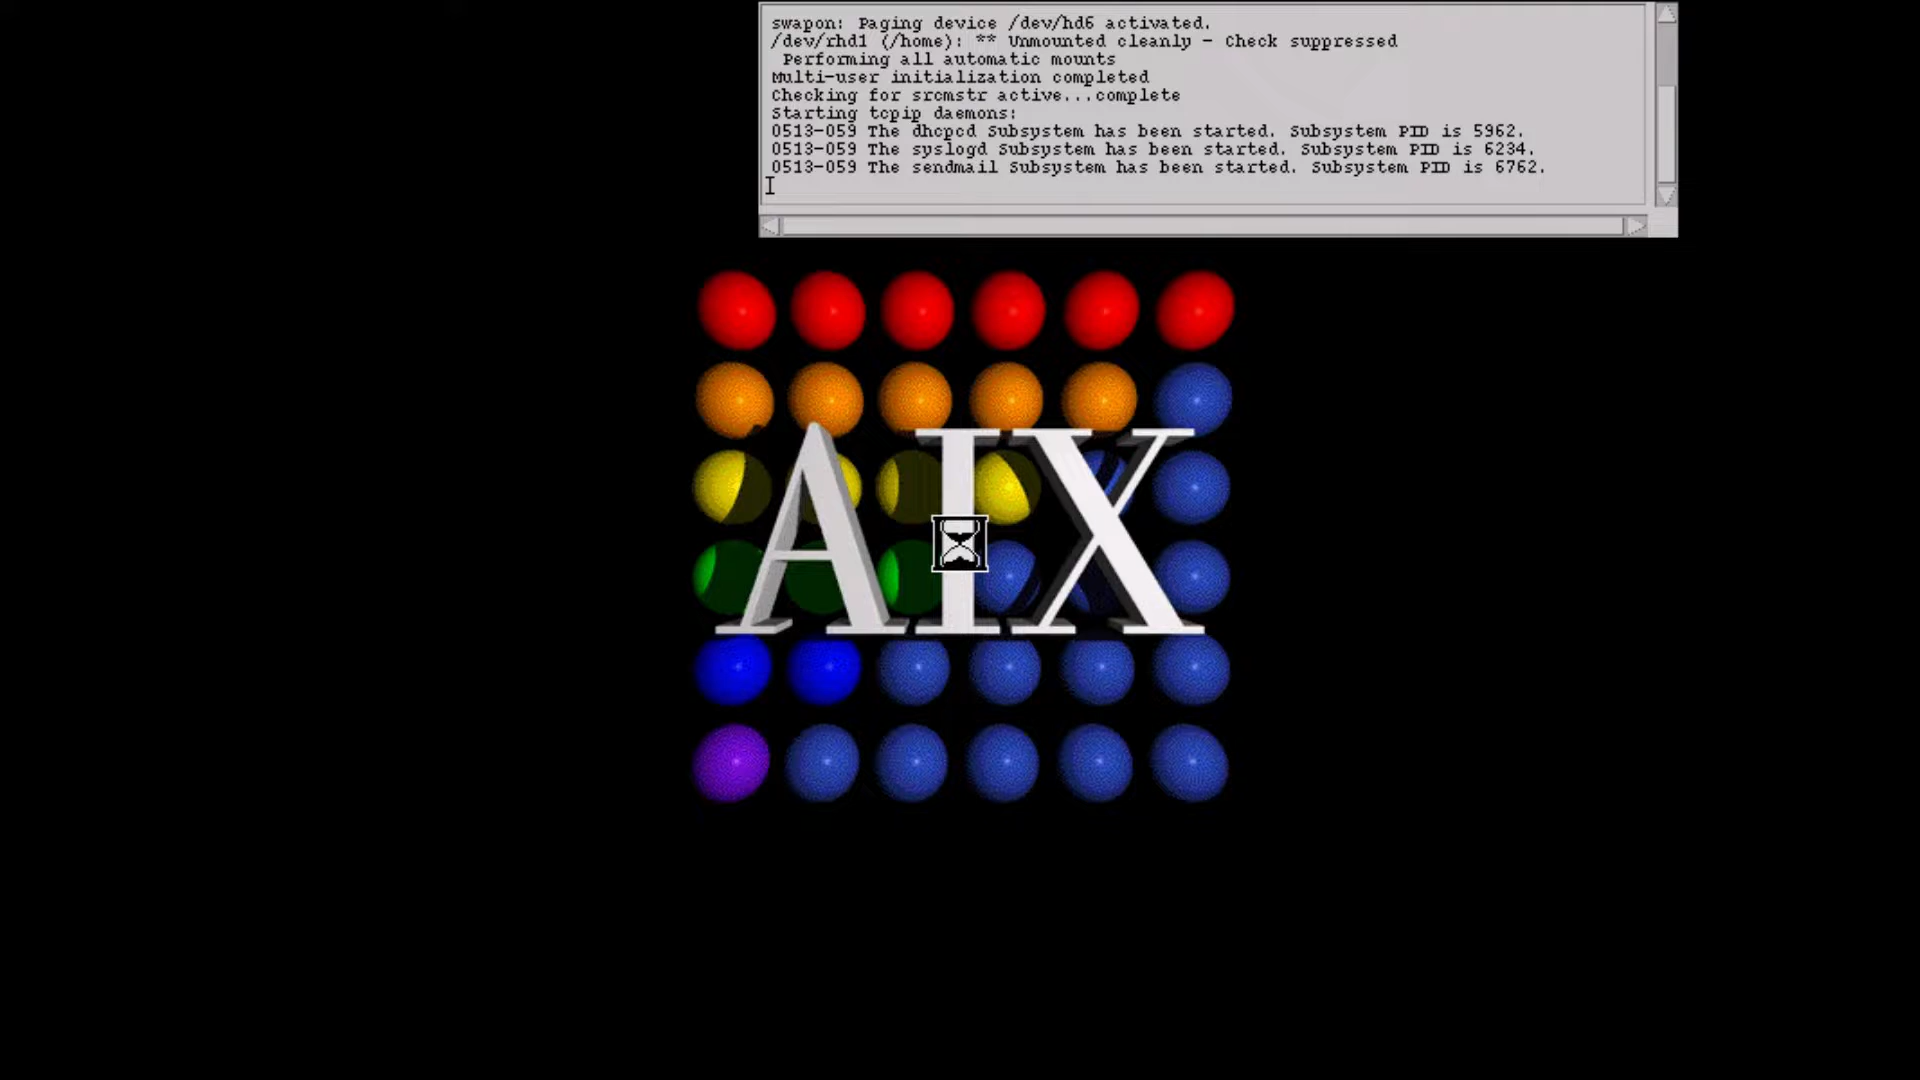 swapon: Paging device /dev/hd6 activated.
/dev/rhd1 (/home): ** Unmounted cleanly - Check suppressed
Performing all automatic mounts
Multi-user initialization completed
Checking for srcmstr active...complete
Starting tcpip daemons:
0513-059 The dhcpcd Subsystem has been started. Subsystem PID is 5962.
0513-059 The syslogd Subsystem has been started. Subsystem PID is 6234.
0513-059 The sendmail Subsystem has been started. Subsystem PID is 6762.
AIX